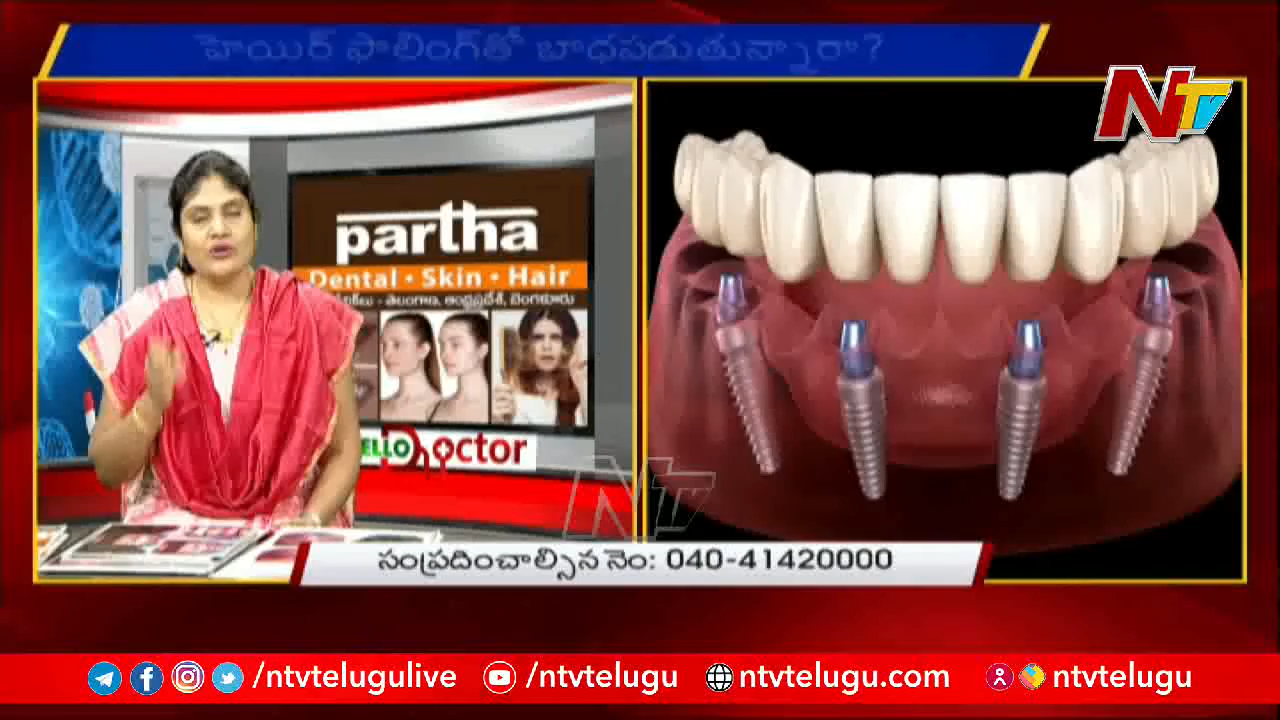 హెయిర్ ఫాలింగ్‌తో బాధపడుతున్నారా?
NTV
partha
Dental • Skin • Hair
తెలంగాణ, ఆంధ్రప్రదేశ్, బెంగళూరు
ELLO Doctor
NTV
సంప్రదించాల్సిన నెం: 040-41420000
/ntvtelugulive
/ntvtelugu
ntvtelugu.com
ntvtelugu